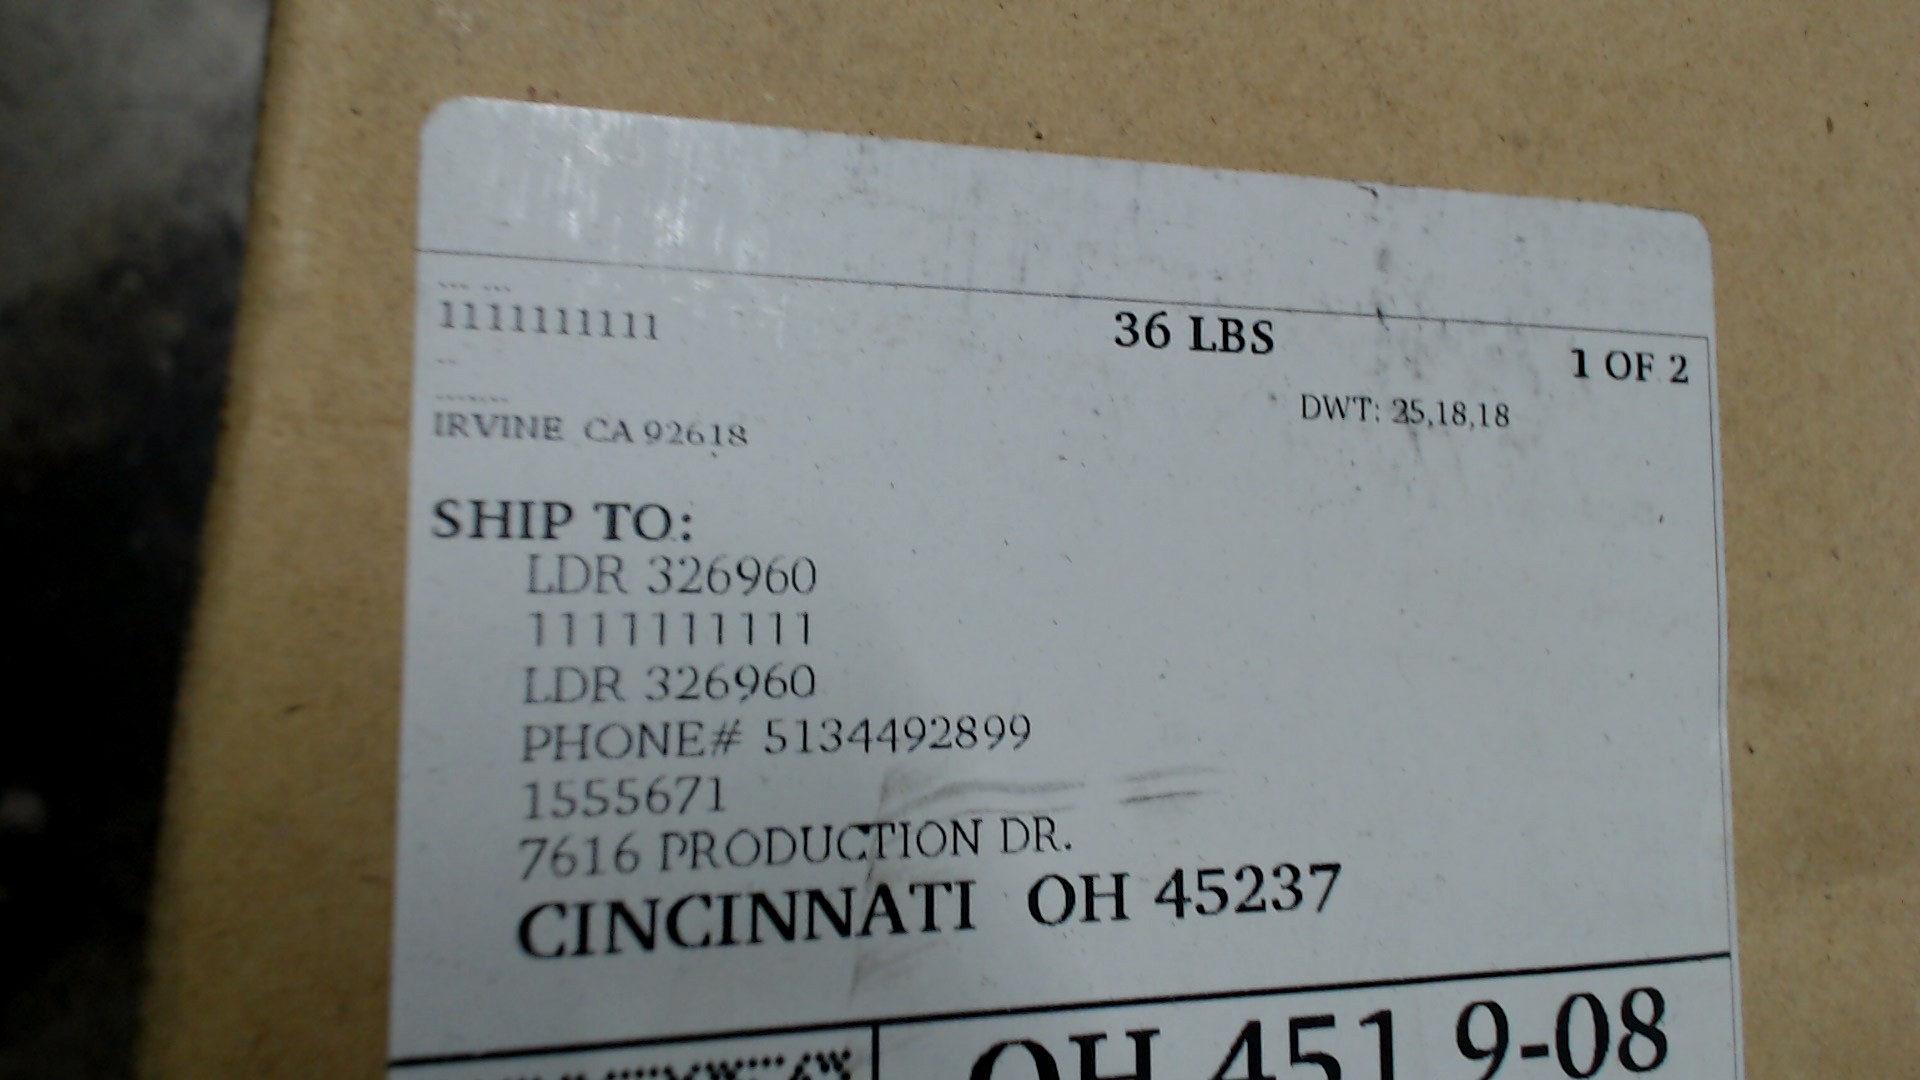 --- ---
1111111111
36 LBS
1 OF 2
--
-------
DWT: 25,18,18
IRVINE CA 92618
SHIP TO:
LDR 326960
1111111111
LDR 326960
PHONE# 5134492899
1555671
7616 PRODUCTION DR.
CINCINNATI OH 45237
OH 451 9-08